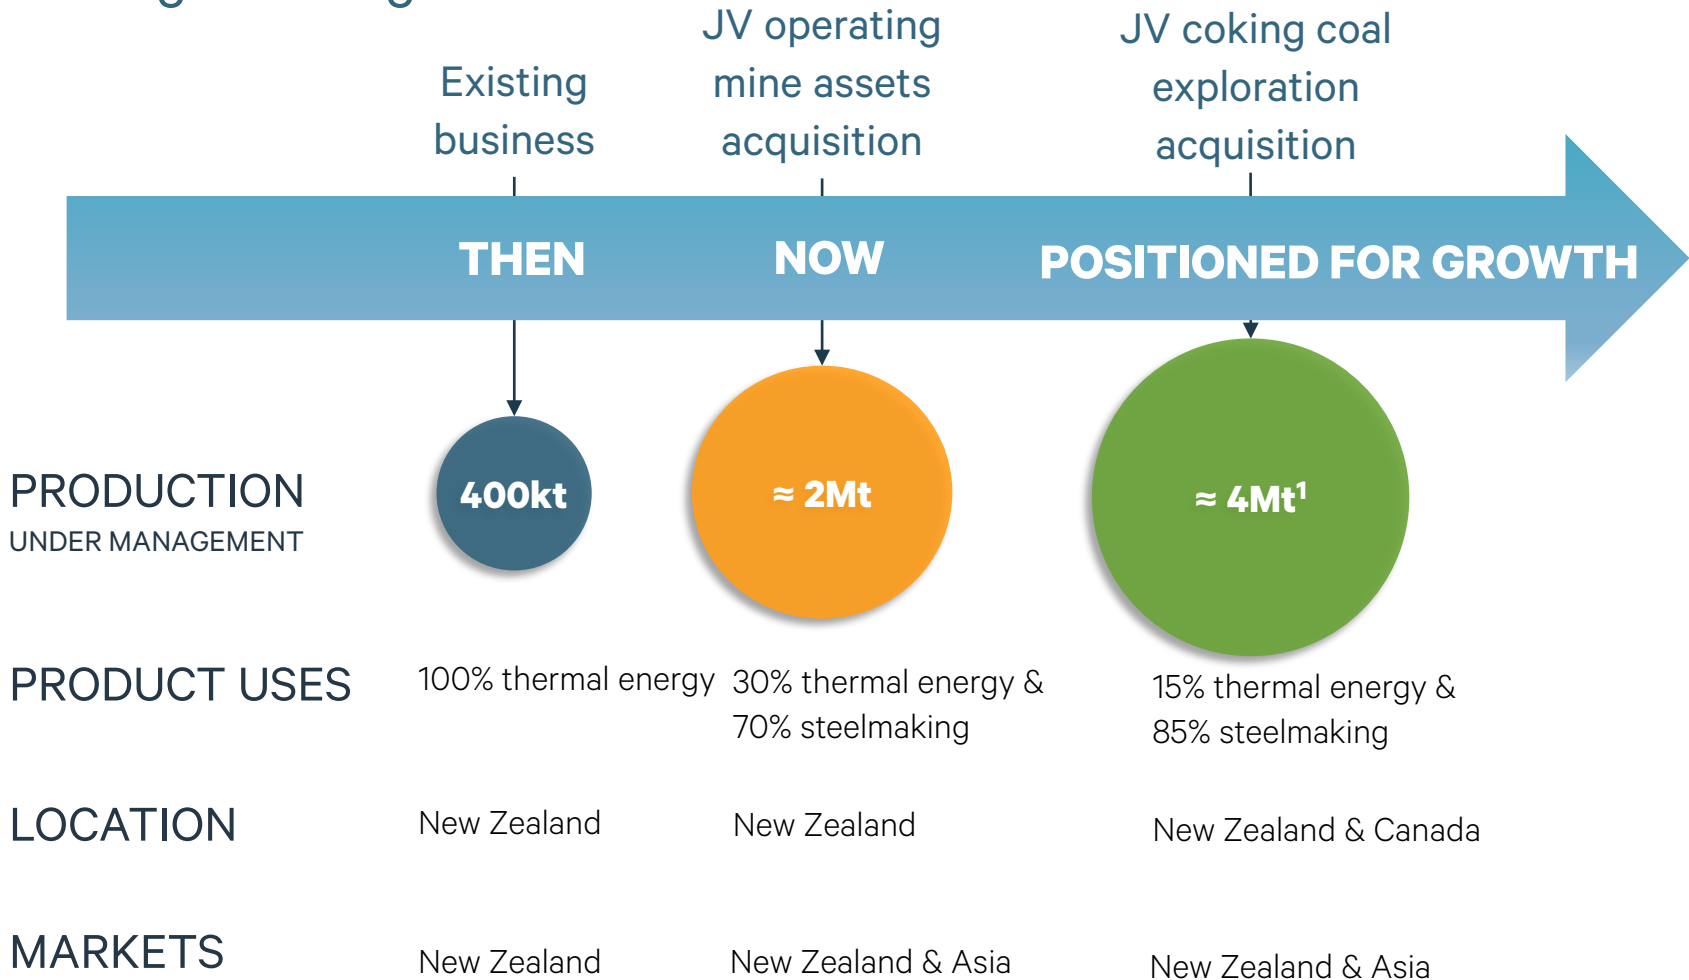 Existing
business
JV operating
mine assets
acquisition
JV coking coal
exploration
acquisition
THEN
NOW
POSITIONED FOR GROWTH
PRODUCTION
UNDER MANAGEMENT
400kt
≈ 2Mt
≈ 4Mt¹
PRODUCT USES
100% thermal energy
30% thermal energy &
70% steelmaking
15% thermal energy &
85% steelmaking
LOCATION
New Zealand
New Zealand
New Zealand & Canada
MARKETS
New Zealand
New Zealand & Asia
New Zealand & Asia